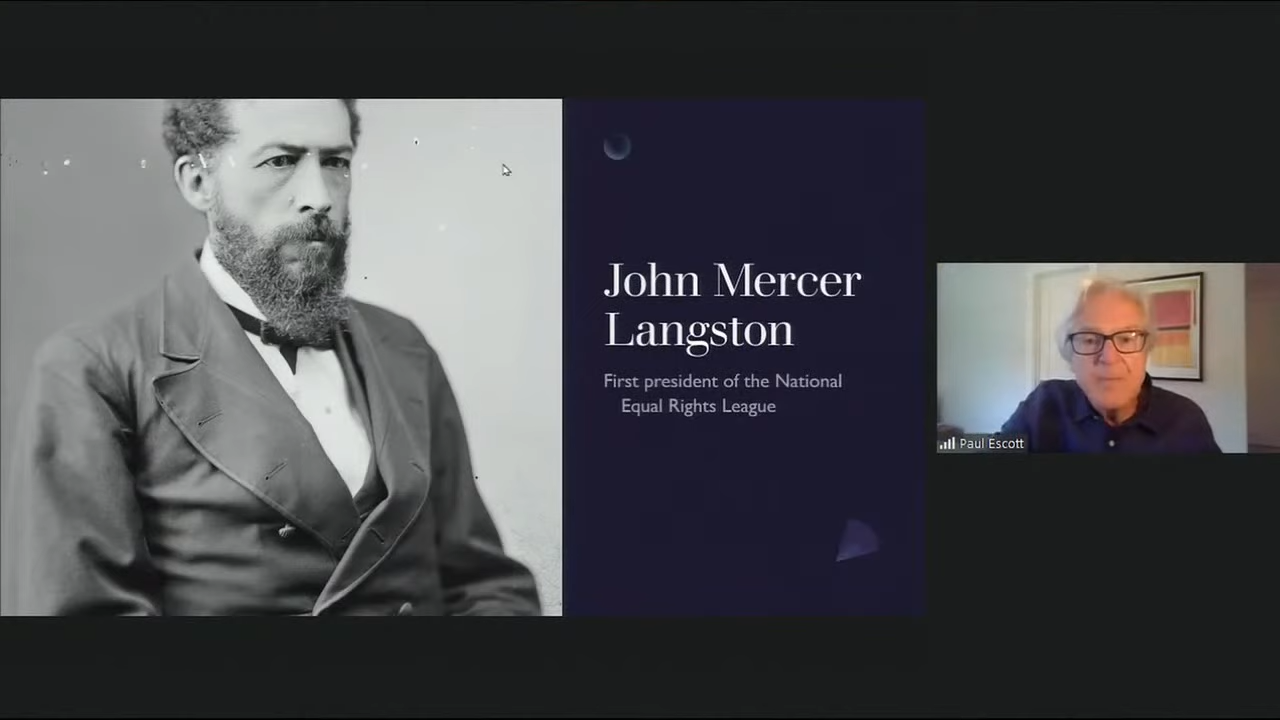 John Mercer
Langston
First president of the National
Equal Rights League
Paul Escott